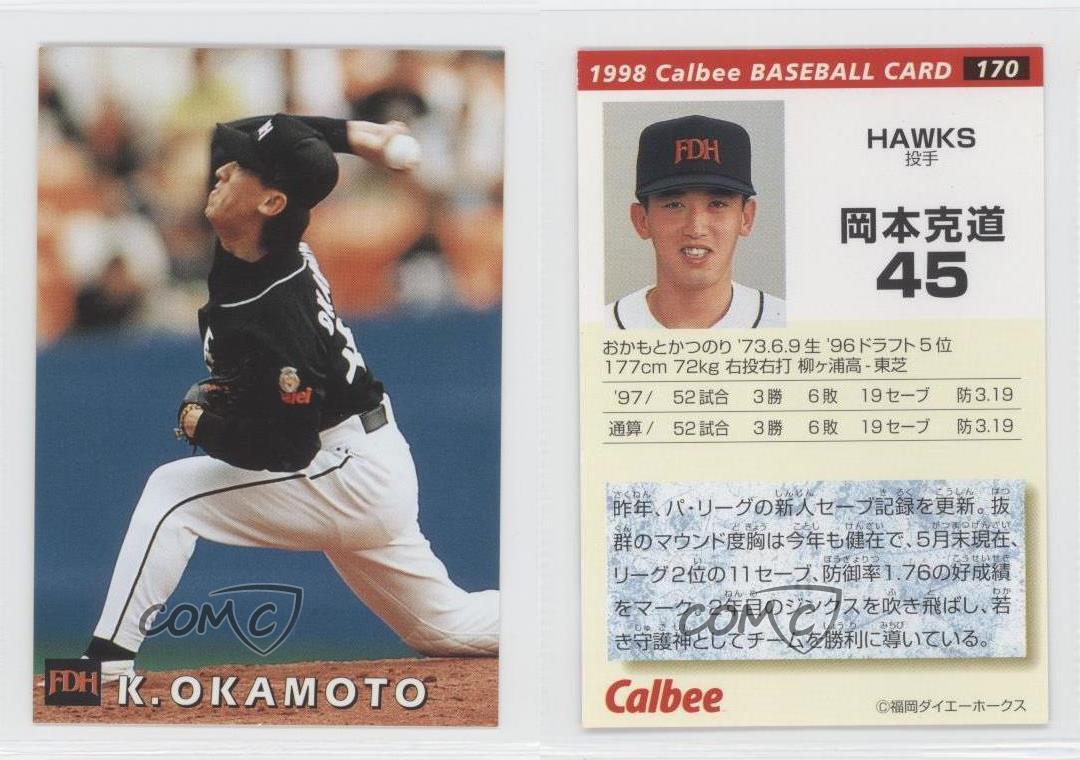 FDH
K. OKAMOTO
COMC
1998 Calbee BASEBALL CARD 170
FDH
HAWKS
投手
岡本克道
45
おかもとかつのり '73.6.9生 '96ドラフト5位
177cm 72kg 右投右打 柳ヶ浦高-東芝
'97/ 52試合 3勝 6敗 19セーブ 防3.19
通算/ 52試合 3勝 6敗 19セーブ 防3.19
昨年、パ・リーグの新人セーブ記録を更新。抜
群のマウンド度胸は今年も健在で、5月末現在、
リーグ2位の11セーブ、防御率1.76の好成績
をマーク。2年目のジンクスを吹き飛ばし、若
き守護神としてチームを勝利に導いている。
COMC
Calbee
©福岡ダイエーホークス